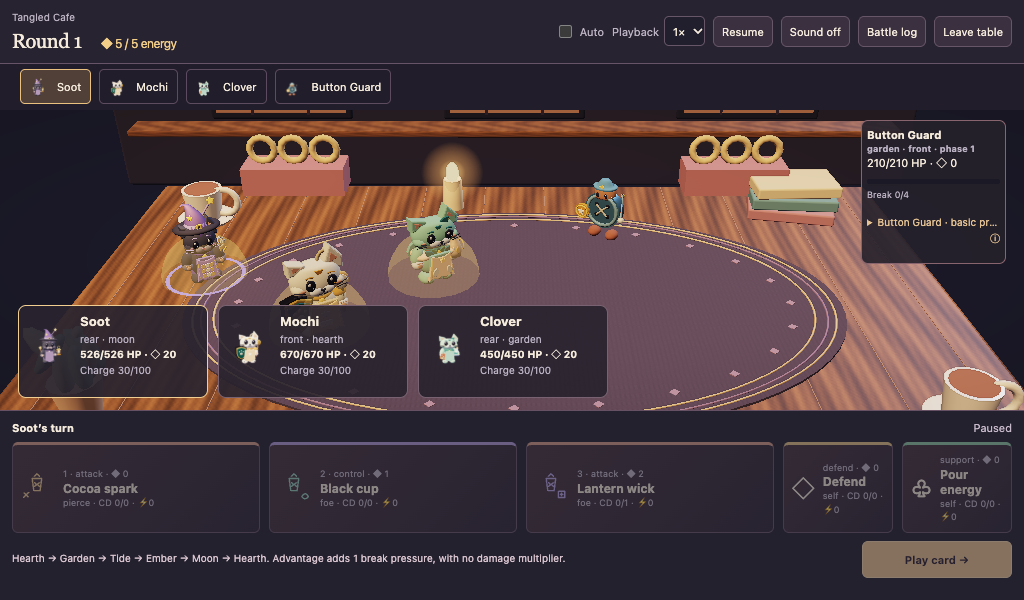 Tangled Cafe
Round 1
5 / 5 energy
Auto
Playback
1×
Resume
Sound off
Battle log
Leave table
Soot
Mochi
Clover
Button Guard
Button Guard
garden · front · phase 1
210/210 HP · ◇ 0
Break 0/4
▸ Button Guard · basic pr...
Soot
rear · moon
526/526 HP · ◇ 20
Charge 30/100
Mochi
front · hearth
670/670 HP · ◇ 20
Charge 30/100
Clover
rear · garden
450/450 HP · ◇ 20
Charge 30/100
Soot's turn
Paused
1 · attack · ◆ 0
Cocoa spark
pierce · CD 0/0 · ⚡0
2 · control · ◆ 1
Black cup
foe · CD 0/0 · ⚡0
3 · attack · ◆ 2
Lantern wick
foe · CD 0/1 · ⚡0
defend · ◆ 0
Defend
self · CD 0/0 ·
⚡0
support · ◆ 0
Pour
energy
self · CD 0/0 ·
⚡0
Hearth → Garden → Tide → Ember → Moon → Hearth. Advantage adds 1 break pressure, with no damage multiplier.
Play card →